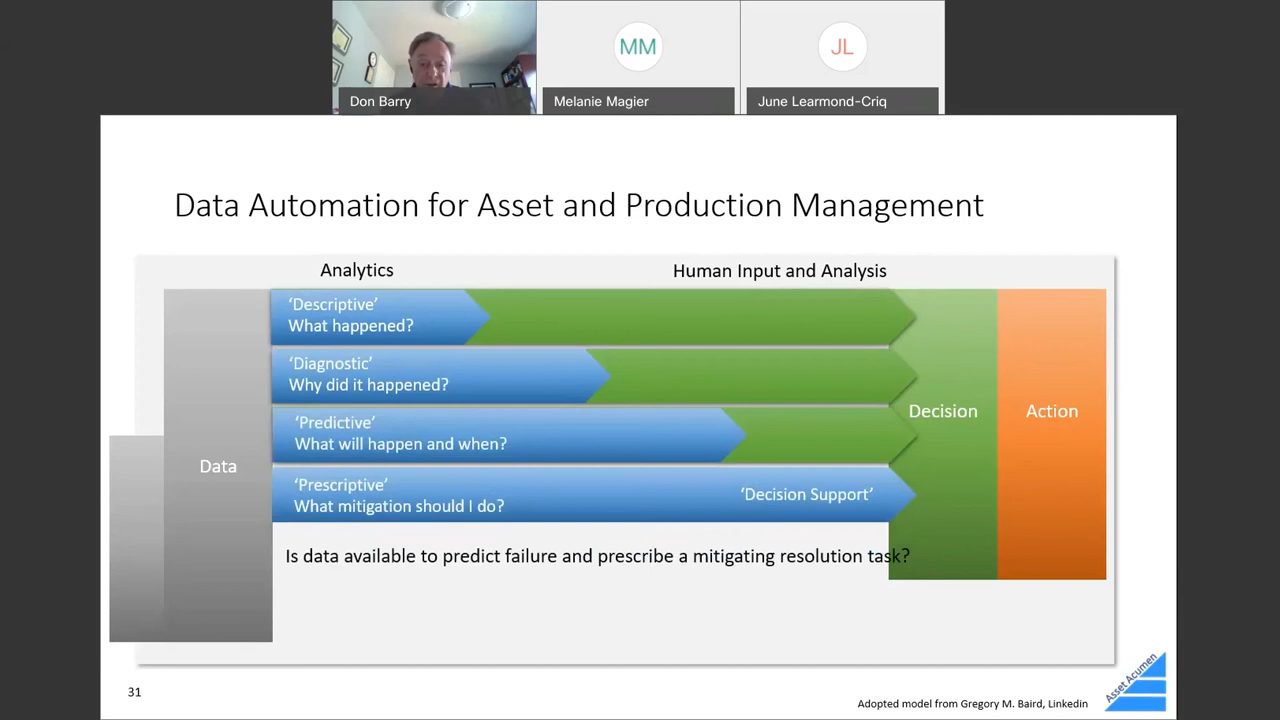 MM
JL
Don Barry
Melanie Magier
June Learmond-Criq
Data Automation for Asset and Production Management
Analytics
Human Input and Analysis
‘Descriptive’
What happened?
‘Diagnostic’
Why did it happened?
‘Predictive’
What will happen and when?
‘Prescriptive’
What mitigation should I do?
‘Decision Support’
Data
Decision
Action
Is data available to predict failure and prescribe a mitigating resolution task?
31
Adopted model from Gregory M. Baird, Linkedin
Asset Acumen